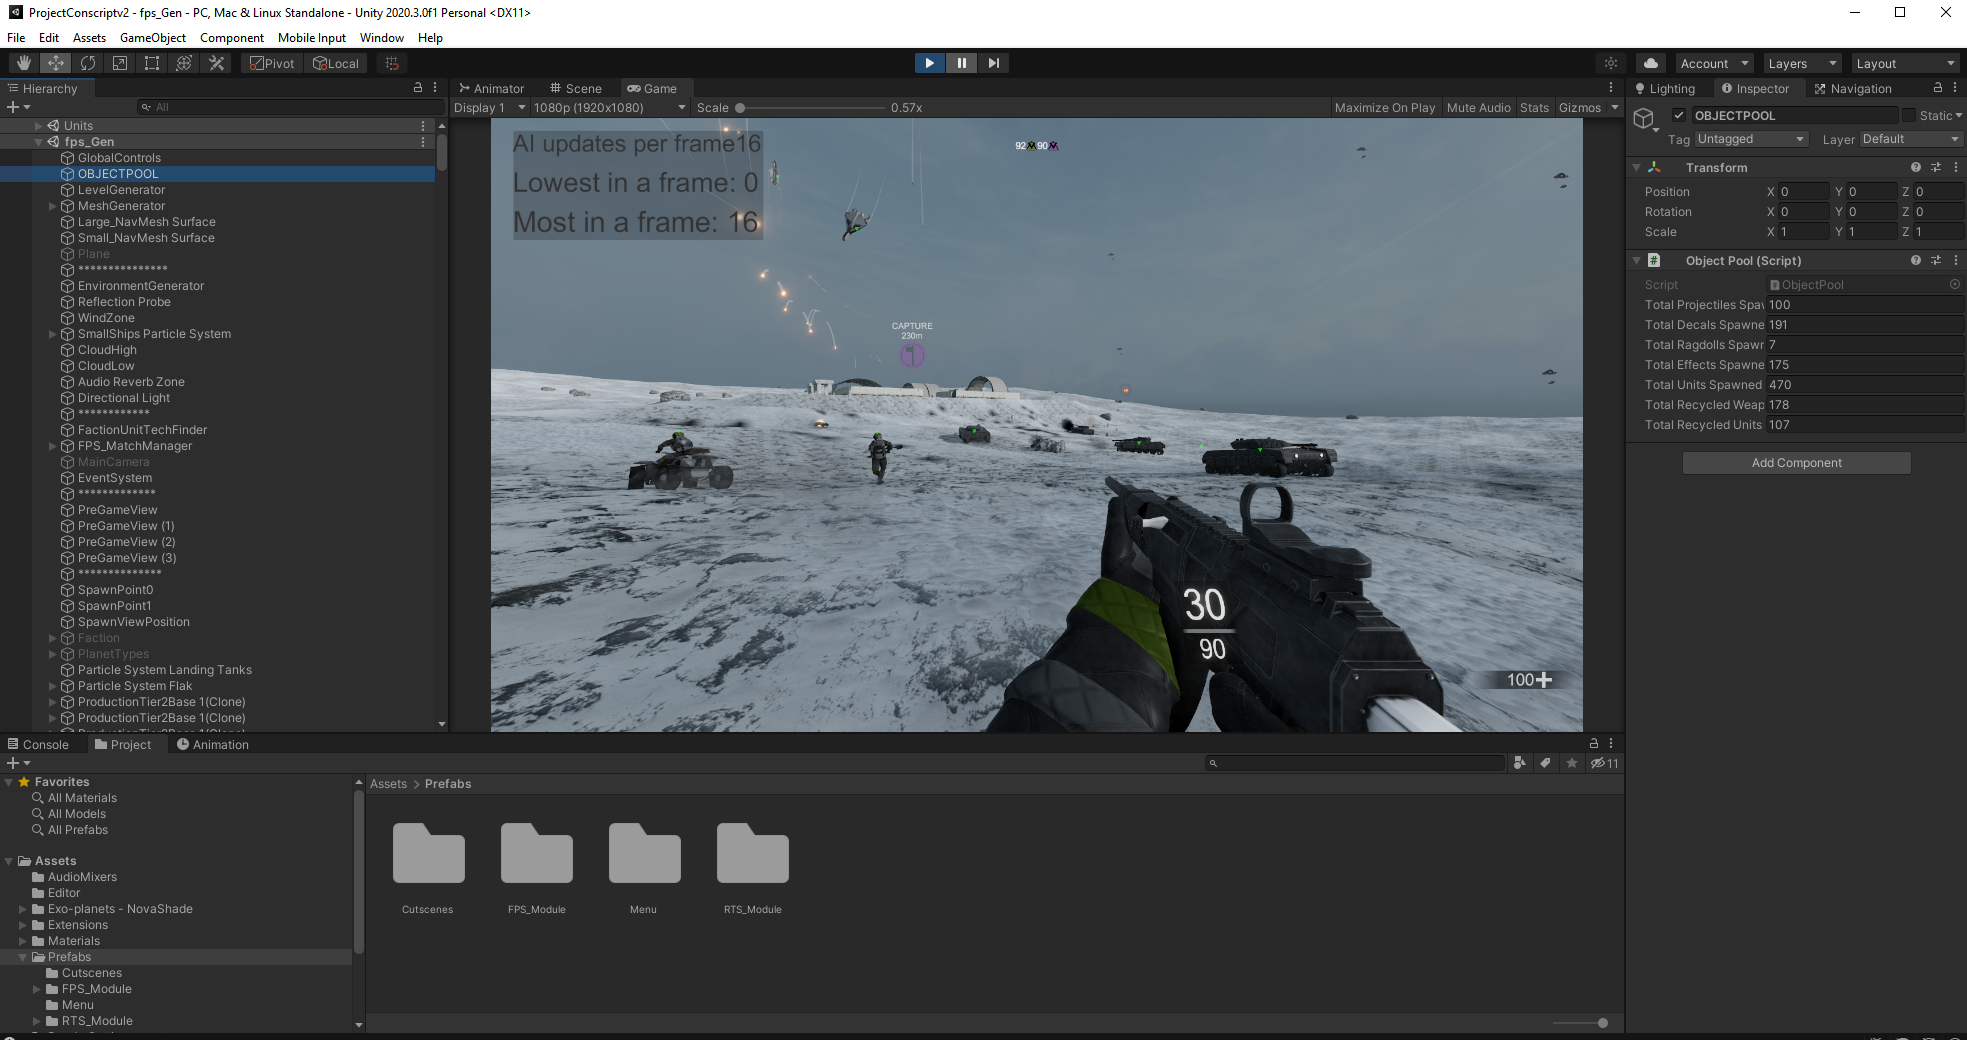 ProjectConscriptv2 - fps_Gen - PC, Mac & Linux Standalone - Unity 2020.3.0f1 Personal <DX11>
File Edit Assets GameObject Component Mobile Input Window Help
Pivot Local Account Layers Layout
Hierarchy
All
Units
fps_Gen
GlobalControls
OBJECTPOOL
LevelGenerator
MeshGenerator
Large_NavMesh Surface
Small_NavMesh Surface
Plane
***************
EnvironmentGenerator
Reflection Probe
WindZone
SmallShips Particle System
CloudHigh
CloudLow
Audio Reverb Zone
Directional Light
************
FactionUnitTechFinder
FPS_MatchManager
MainCamera
EventSystem
*************
PreGameView
PreGameView (1)
PreGameView (2)
PreGameView (3)
**************
SpawnPoint0
SpawnPoint1
SpawnViewPosition
Faction
PlanetTypes
Particle System Landing Tanks
Particle System Flak
ProductionTier2Base 1(Clone)
ProductionTier2Base 1(Clone)
ProductionTier2Base 1(Clone)
Animator Scene Game
Display 1 1080p (1920x1080) Scale 0.57x Maximize On Play Mute Audio Stats Gizmos
AI updates per frame16
Lowest in a frame: 0
Most in a frame: 16
92 90
CAPTURE
230m
30
90
100
Lighting Inspector Navigation
OBJECTPOOL Static
Tag Untagged Layer Default
Transform
Position X 0 Y 0 Z 0
Rotation X 0 Y 0 Z 0
Scale X 1 Y 1 Z 1
# Object Pool (Script)
Script ObjectPool
Total Projectiles Spaw 100
Total Decals Spawne 191
Total Ragdolls Spawr 7
Total Effects Spawne 175
Total Units Spawned 470
Total Recycled Weap 178
Total Recycled Units 107
Add Component
Console Project Animation
11
Favorites
All Materials
All Models
All Prefabs
Assets
AudioMixers
Editor
Exo-planets - NovaShade
Extensions
Materials
Prefabs
Cutscenes
FPS_Module
Menu
RTS_Module
Assets > Prefabs
Cutscenes FPS_Module Menu RTS_Module